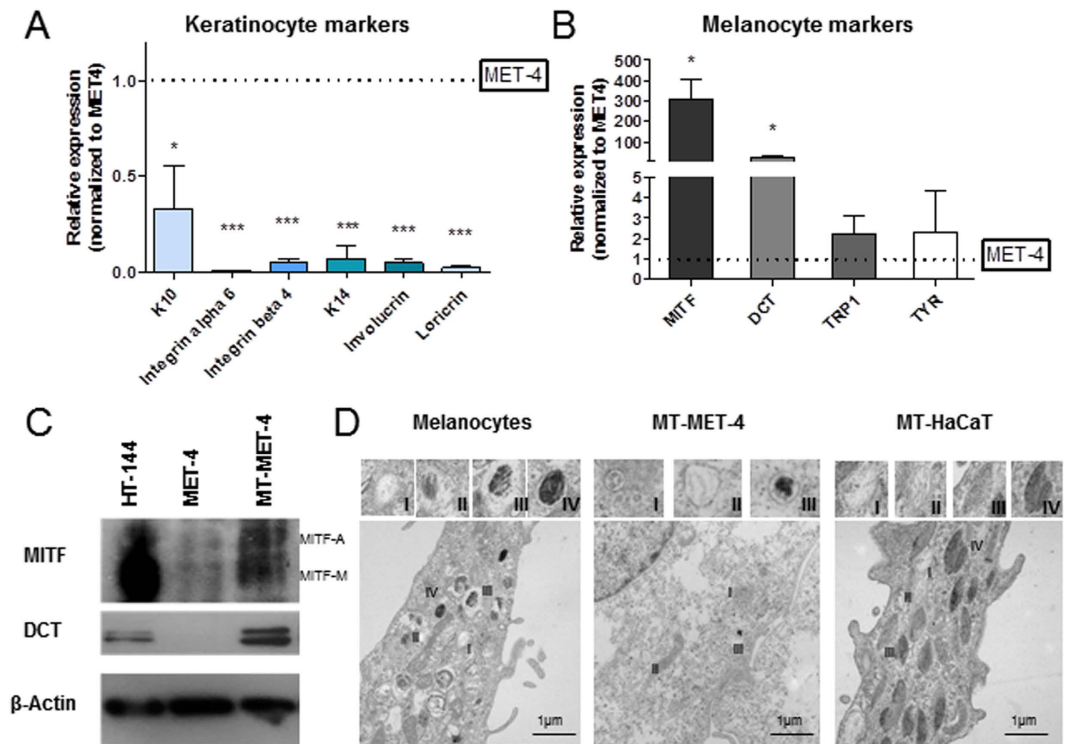 A
Keratinocyte markers
Relative expression
(normalized to MET4)
1.0
0.5
0.0
MET-4
*
***
***
***
***
***
K10
Integrin alpha 6
Integrin beta 4
K14
Involucrin
Loricrin
B
Melanocyte markers
Relative expression
(normalized to MET4)
500
400
300
200
100
5
4
3
2
1
0
*
*
MET-4
MITF
DCT
TRP1
TYR
C
HT-144
MET-4
MT-MET-4
MITF
MITF-A
MITF-M
DCT
β-Actin
D
Melanocytes
I
II
III
IV
IV
III
II
I
1µm
MT-MET-4
I
II
III
I
III
II
1µm
MT-HaCaT
I
II
III
IV
IV
I
II
III
1µm